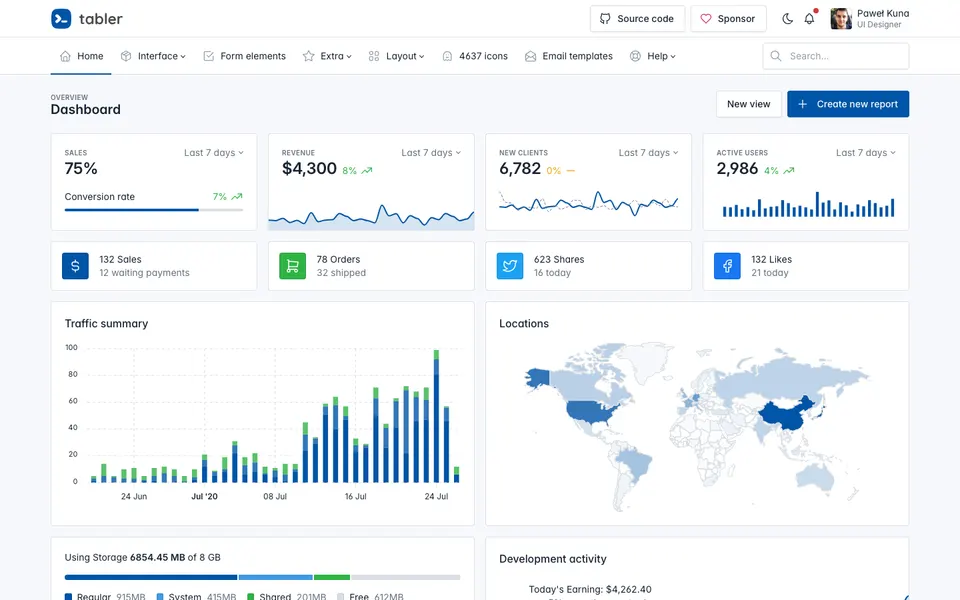 tabler
Source code
Sponsor
Paweł Kuna
UI Designer
Home
Interface
Form elements
Extra
Layout
4637 icons
Email templates
Help
Search...
OVERVIEW
Dashboard
New view
Create new report
SALES
Last 7 days
75%
Conversion rate
7%
REVENUE
Last 7 days
$4,300
8%
NEW CLIENTS
Last 7 days
6,782
0%
ACTIVE USERS
Last 7 days
2,986
4%
132 Sales
12 waiting payments
78 Orders
32 shipped
623 Shares
16 today
132 Likes
21 today
Traffic summary
100
80
60
40
20
0
24 Jun
Jul '20
08 Jul
16 Jul
24 Jul
Locations
Using Storage 6854.45 MB of 8 GB
Regular 915MB
System 415MB
Shared 201MB
Free 612MB
Development activity
Today's Earning: $4,262.40